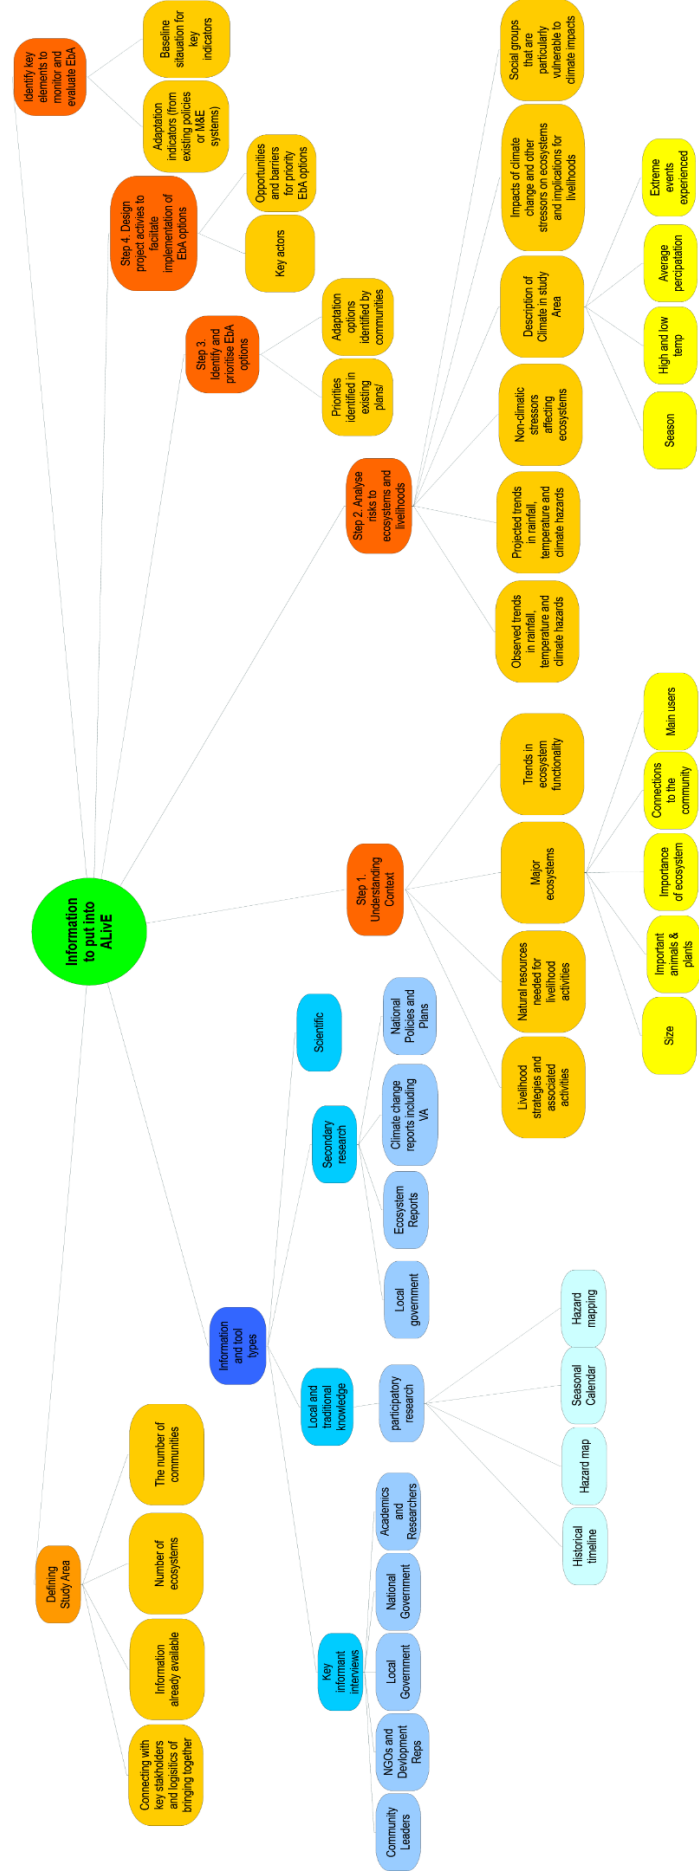 Information
to put into
ALivE
Defining
Study Area
Connecting with
key stakholders
and logisitics of
bringing together
Information
already available
Number of
ecosystems
The number of
communities
Information
and tool
types
Key
informant
interviews
Community
Leaders
NGOs and
Devlopment
Reps
Local
Government
National
Government
Academics
and
Researchers
Local and
traditional
knowledge
participatory
research
Historical
timeline
Hazard map
Seasonal
Calendar
Hazard
mapping
Secondary
research
Local
government
Ecosystem
Reports
Climate change
reports including
VA
National
Policies and
Plans
Scientific
Step 1.
Understanding
Context
Livelihood
strategies and
associated
activities
Natural resources
needed for
livelihood
activities
Major
ecosystems
Size
Important
animals &
plants
Importance
of ecosystem
Connections
to the
community
Main users
Trends in
ecosystem
functionality
Step 2. Analyse
risks to
ecosystems and
livelihoods
Observed trends
in rainfall,
temperature and
climate hazards
Projected trends
in rainfall,
temperature and
climate hazards
Non-climatic
stressors
affecting
ecosystems
Description of
Climate in study
Area
Season
High and low
temp
Average
percipatation
Extreme
events
experienced
Impacts of climate
change and other
stressors on ecosystems
and implications for
livelihoods
Social groups
that are
particularly
vulnerable to
climate impacts
Step 3.
Identify and
prioritise EbA
options
Priorities
identified in
existing
plans/
Adaptation
options
identified by
communities
Step 4. Design
project activies to
faciltate
implementation of
EbA options
Key actors
Opportunities
and barriers
for priority
EbA options
Identify key
elements to
monitor and
evaluate EbA
Adaptation
indicators (from
existing policies
or M&E
systems)
Baseline
sitauation for
key
indicators